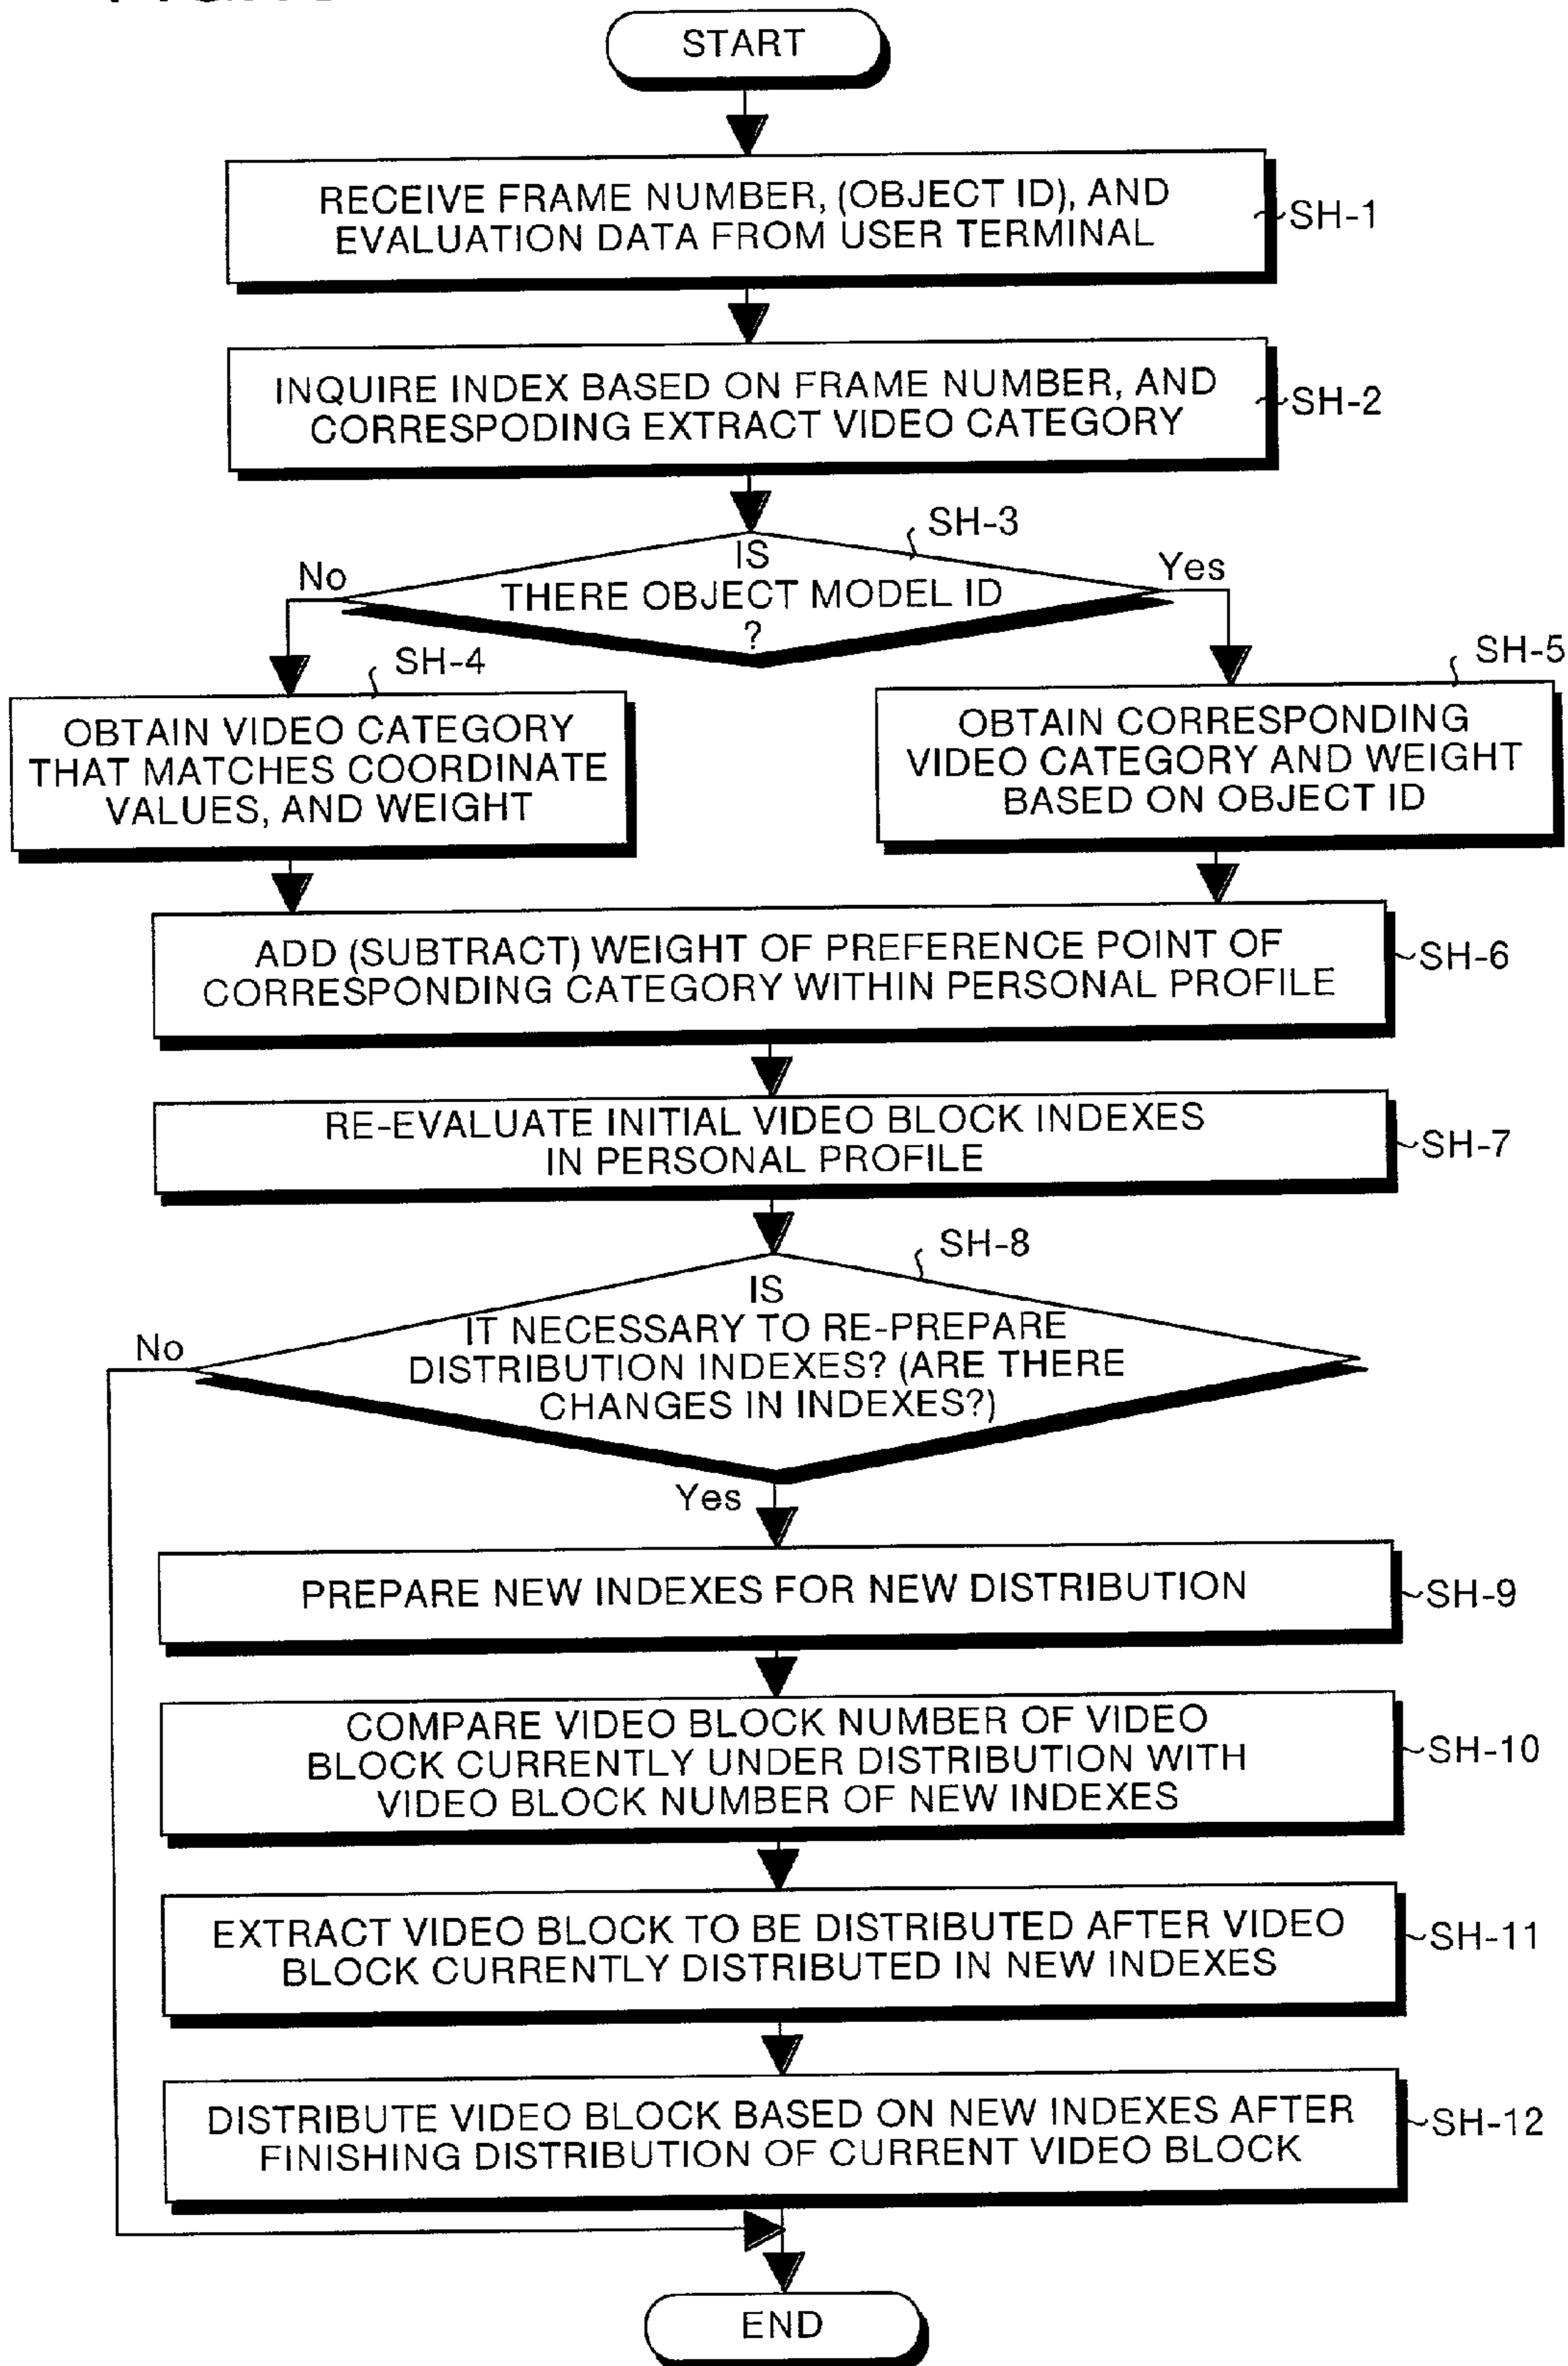 START
RECEIVE FRAME NUMBER, (OBJECT ID), AND
EVALUATION DATA FROM USER TERMINAL
SH-1
INQUIRE INDEX BASED ON FRAME NUMBER, AND
CORRESPODING EXTRACT VIDEO CATEGORY
SH-2
SH-3
IS
THERE OBJECT MODEL ID
?
No
Yes
SH-4
OBTAIN VIDEO CATEGORY
THAT MATCHES COORDINATE
VALUES, AND WEIGHT
SH-5
OBTAIN CORRESPONDING
VIDEO CATEGORY AND WEIGHT
BASED ON OBJECT ID
ADD (SUBTRACT) WEIGHT OF PREFERENCE POINT OF
CORRESPONDING CATEGORY WITHIN PERSONAL PROFILE
SH-6
RE-EVALUATE INITIAL VIDEO BLOCK INDEXES
IN PERSONAL PROFILE
SH-7
SH-8
IS
IT NECESSARY TO RE-PREPARE
DISTRIBUTION INDEXES? (ARE THERE
CHANGES IN INDEXES?)
No
Yes
PREPARE NEW INDEXES FOR NEW DISTRIBUTION
SH-9
COMPARE VIDEO BLOCK NUMBER OF VIDEO
BLOCK CURRENTLY UNDER DISTRIBUTION WITH
VIDEO BLOCK NUMBER OF NEW INDEXES
SH-10
EXTRACT VIDEO BLOCK TO BE DISTRIBUTED AFTER VIDEO
BLOCK CURRENTLY DISTRIBUTED IN NEW INDEXES
SH-11
DISTRIBUTE VIDEO BLOCK BASED ON NEW INDEXES AFTER
FINISHING DISTRIBUTION OF CURRENT VIDEO BLOCK
SH-12
END